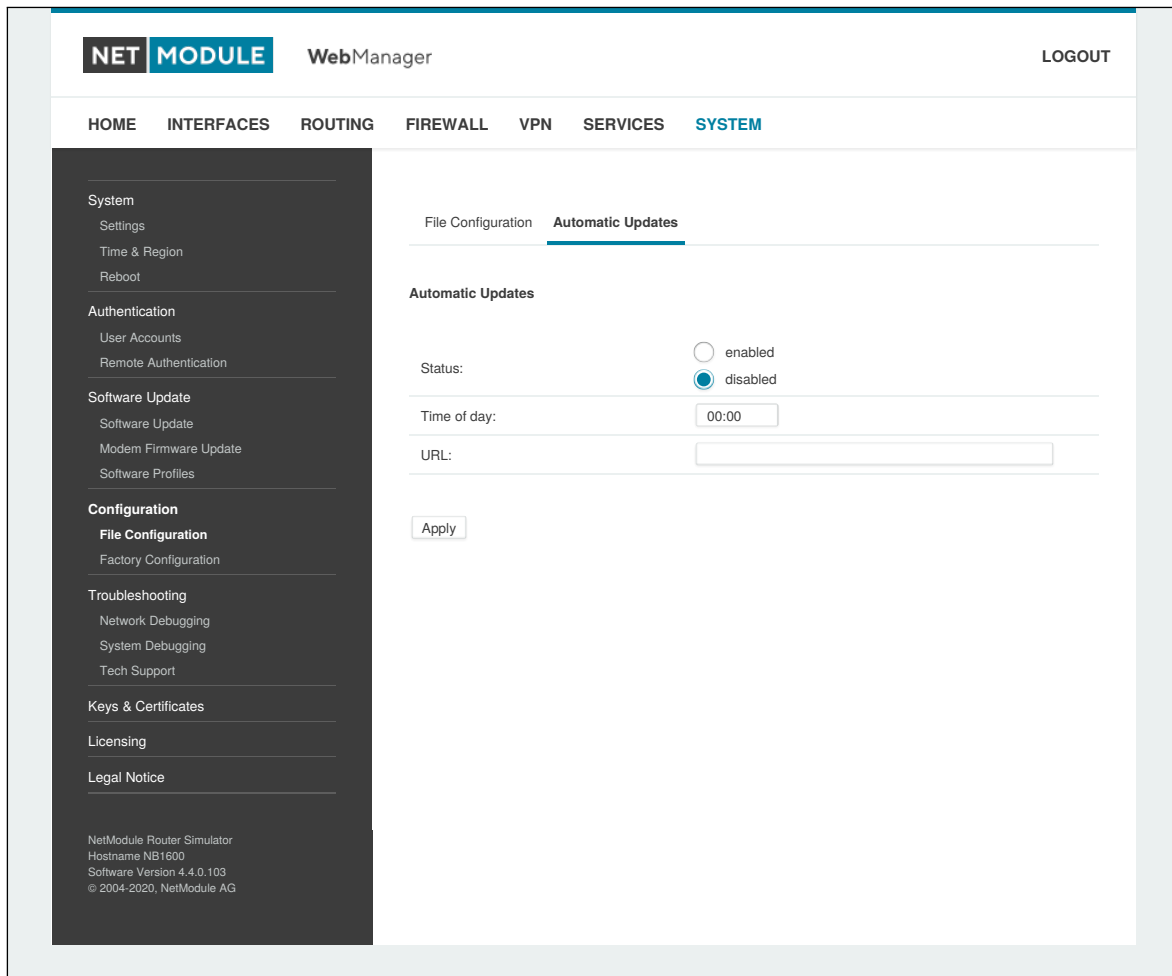 NET MODULE WebManager LOGOUT
HOME INTERFACES ROUTING FIREWALL VPN SERVICES SYSTEM
System
Settings
Time & Region
Reboot
Authentication
User Accounts
Remote Authentication
Software Update
Software Update
Modem Firmware Update
Software Profiles
Configuration
File Configuration
Factory Configuration
Troubleshooting
Network Debugging
System Debugging
Tech Support
Keys & Certificates
Licensing
Legal Notice
NetModule Router Simulator
Hostname NB1600
Software Version 4.4.0.103
© 2004-2020, NetModule AG
File Configuration Automatic Updates
Automatic Updates
Status:
enabled
disabled
Time of day: 00:00
URL:
Apply